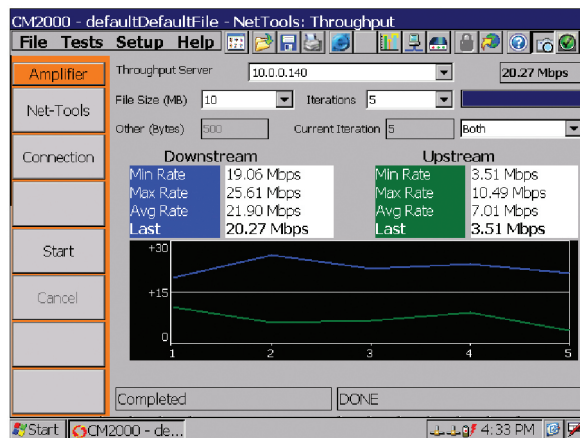 CM2000 - defaultDefaultFile - NetTools: Throughput
File Tests Setup Help
Amplifier
Net-Tools
Connection
Start
Cancel
Throughput Server 10.0.0.140 20.27 Mbps
File Size (MB) 10 Iterations 5
Other (Bytes) 500 Current Iteration 5 Both
Downstream Upstream
Min Rate 19.06 Mbps Min Rate 3.51 Mbps
Max Rate 25.61 Mbps Max Rate 10.49 Mbps
Avg Rate 21.90 Mbps Avg Rate 7.01 Mbps
Last 20.27 Mbps Last 3.51 Mbps
+30
+15
0
1 2 3 4 5
Completed DONE
Start CM2000 - de... 4:33 PM